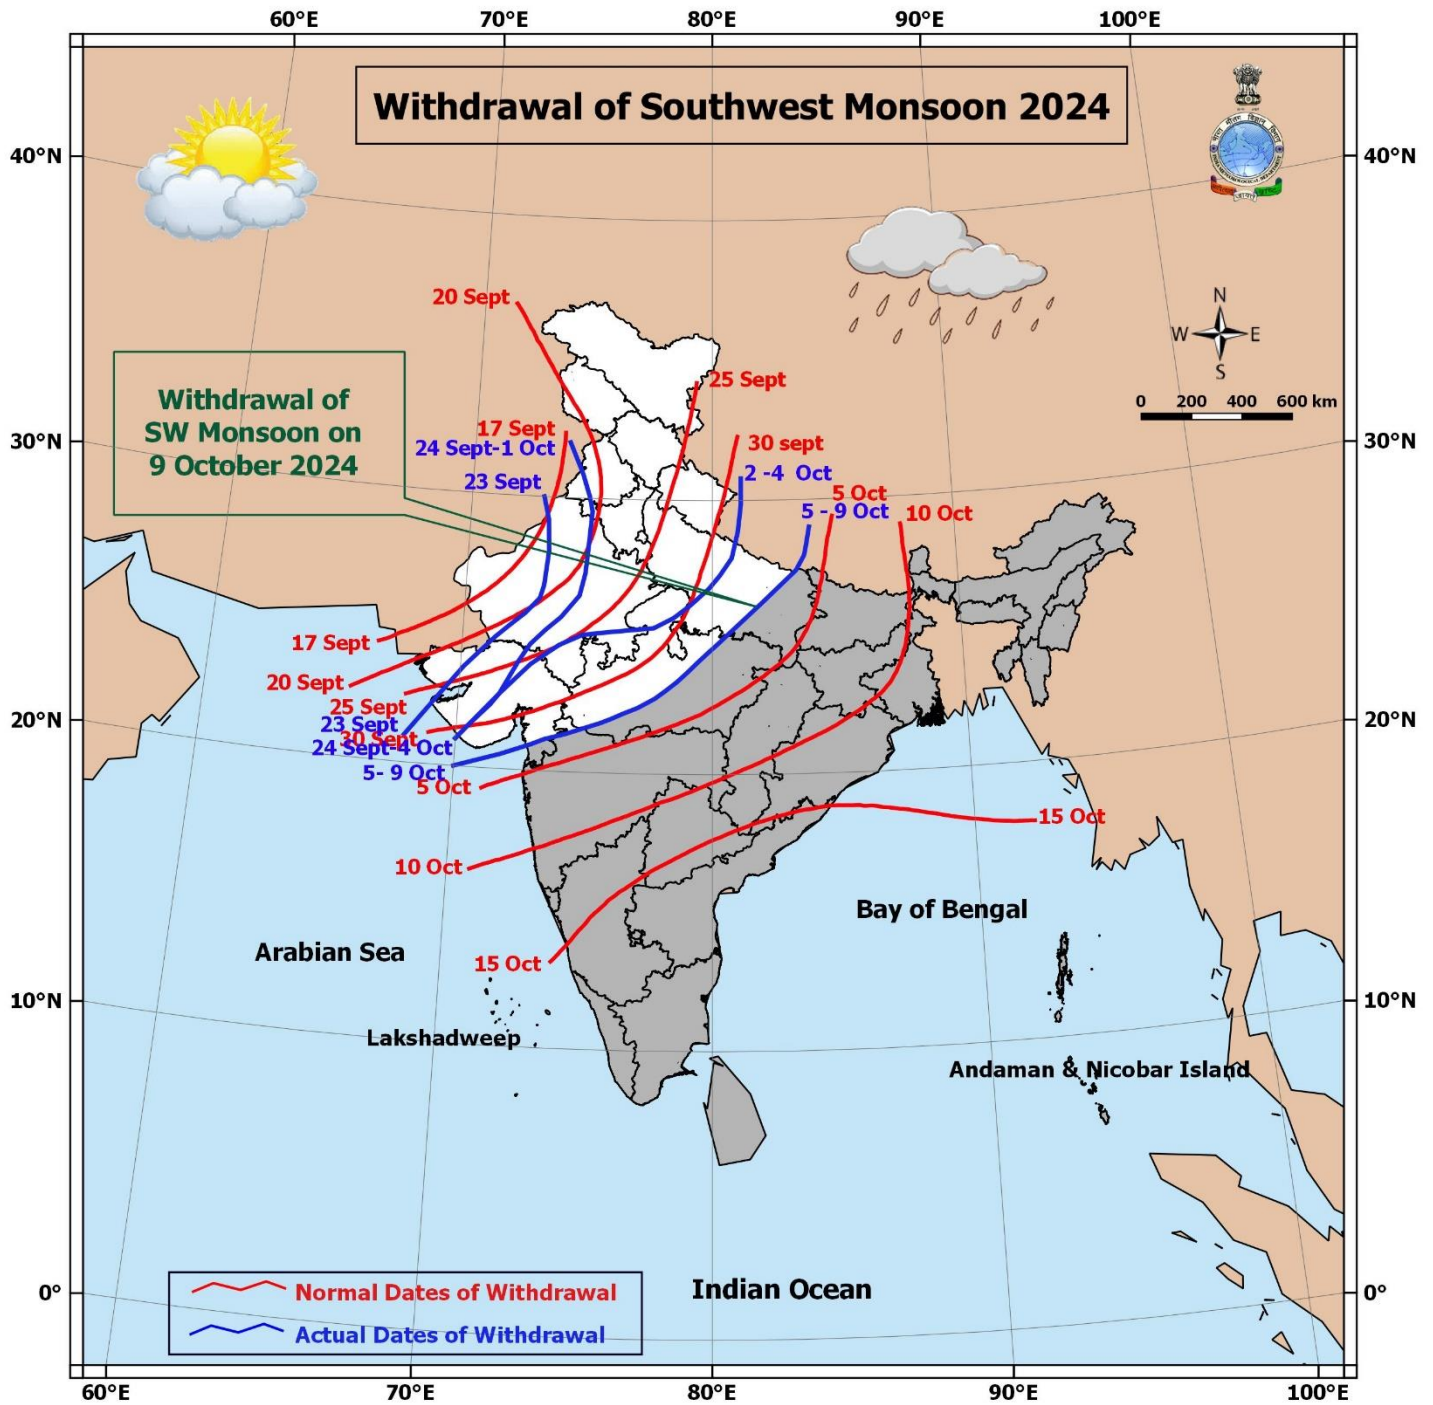 60°E 70°E 80°E 90°E 100°E
Withdrawal of Southwest Monsoon 2024
40°N 40°N
N
W E
S
20 Sept
25 Sept
0 200 400 600 km
Withdrawal of
SW Monsoon on
9 October 2024
17 Sept
30°N 30°N
24 Sept-1 Oct
30 sept
23 Sept
2 -4 Oct
5 Oct
5 - 9 Oct
10 Oct
17 Sept
20 Sept
25 Sept
20°N 20°N
23 Sept
30 Sept
24 Sept-4 Oct
5- 9 Oct
5 Oct
15 Oct
10 Oct
Bay of Bengal
Arabian Sea
15 Oct
10°N 10°N
Lakshadweep
Andaman & Nicobar Island
0° 0°
Normal Dates of Withdrawal
Indian Ocean
Actual Dates of Withdrawal
60°E 70°E 80°E 90°E 100°E